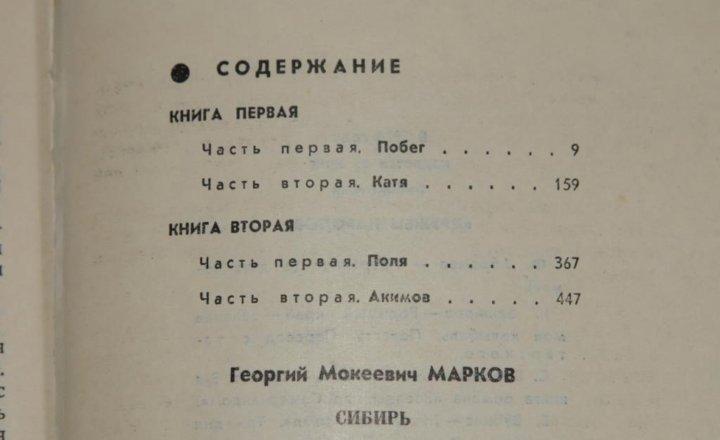 СОДЕРЖАНИЕ
КНИГА ПЕРВАЯ
Часть первая. Побег . . . . . . 9
Часть вторая. Катя . . . . . . 159
КНИГА ВТОРАЯ
Часть первая. Поля . . . . . . 367
Часть вторая. Акимов . . . . . 447
Георгий Мокеевич МАРКОВ
СИБИРЬ